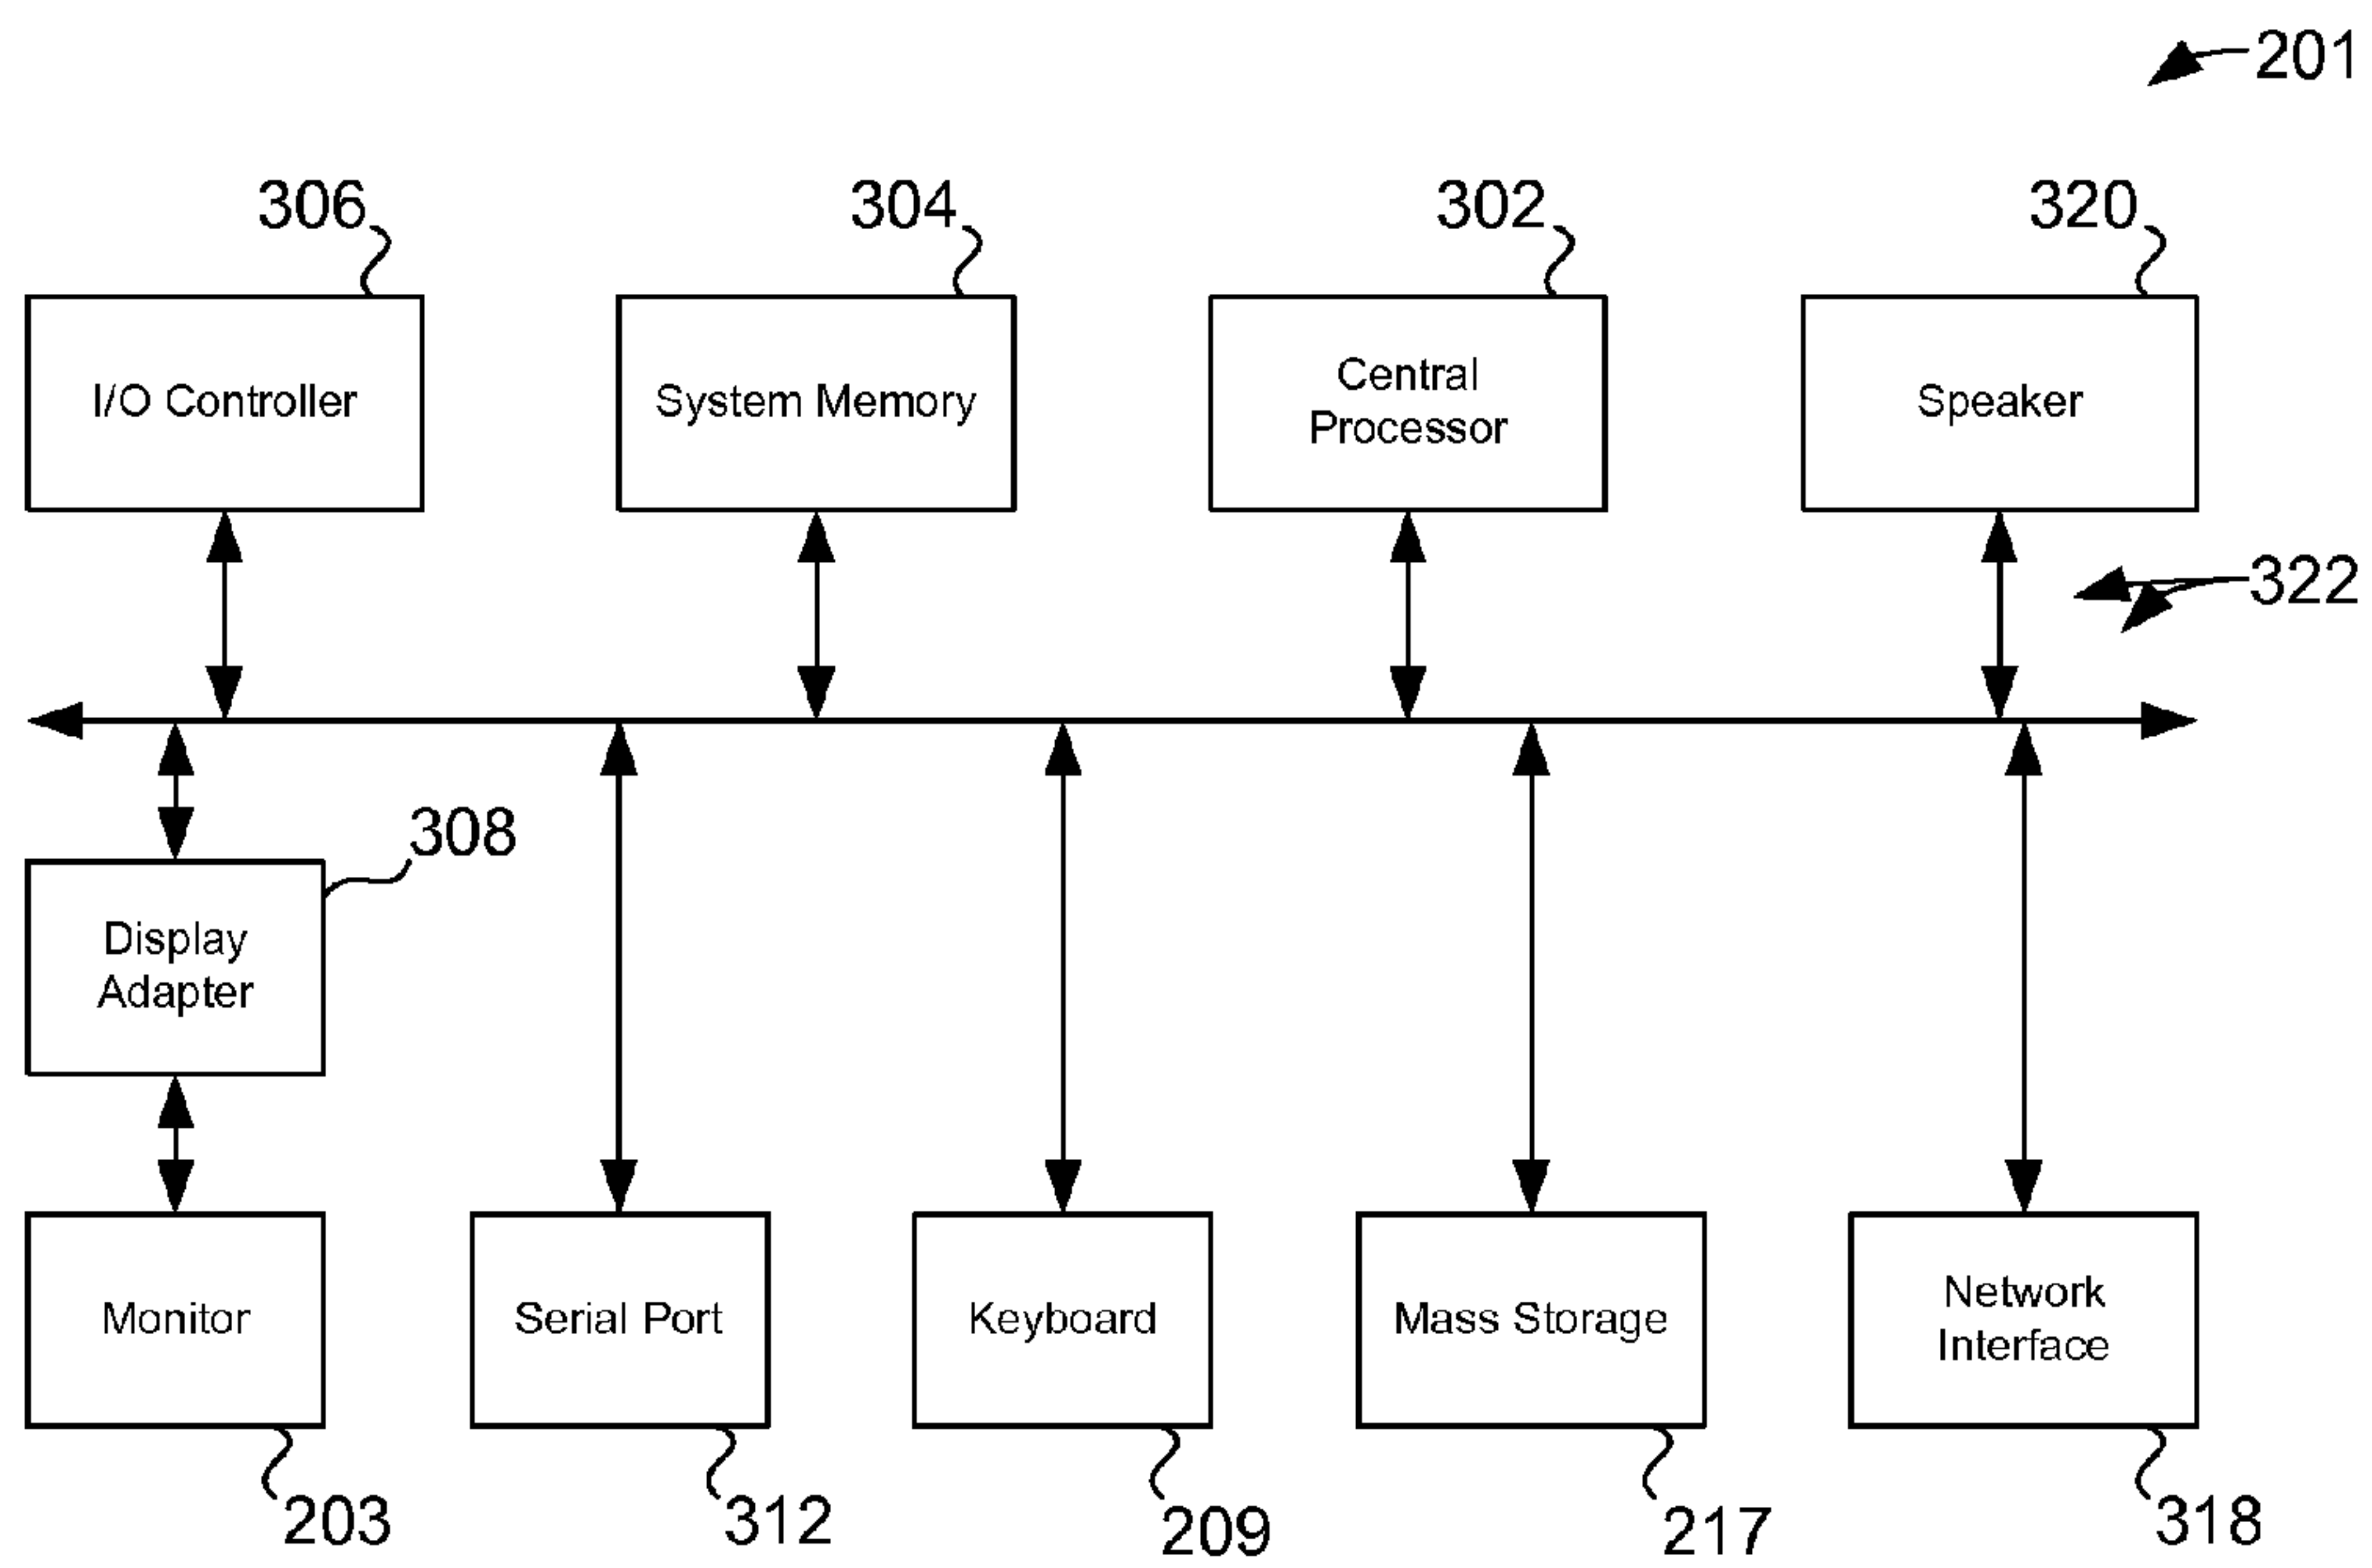 201
306
304
302
320
I/O Controller
System Memory
Central
Processor
Speaker
322
308
Display
Adapter
Monitor
Serial Port
Keyboard
Mass Storage
Network
Interface
203
312
209
217
318